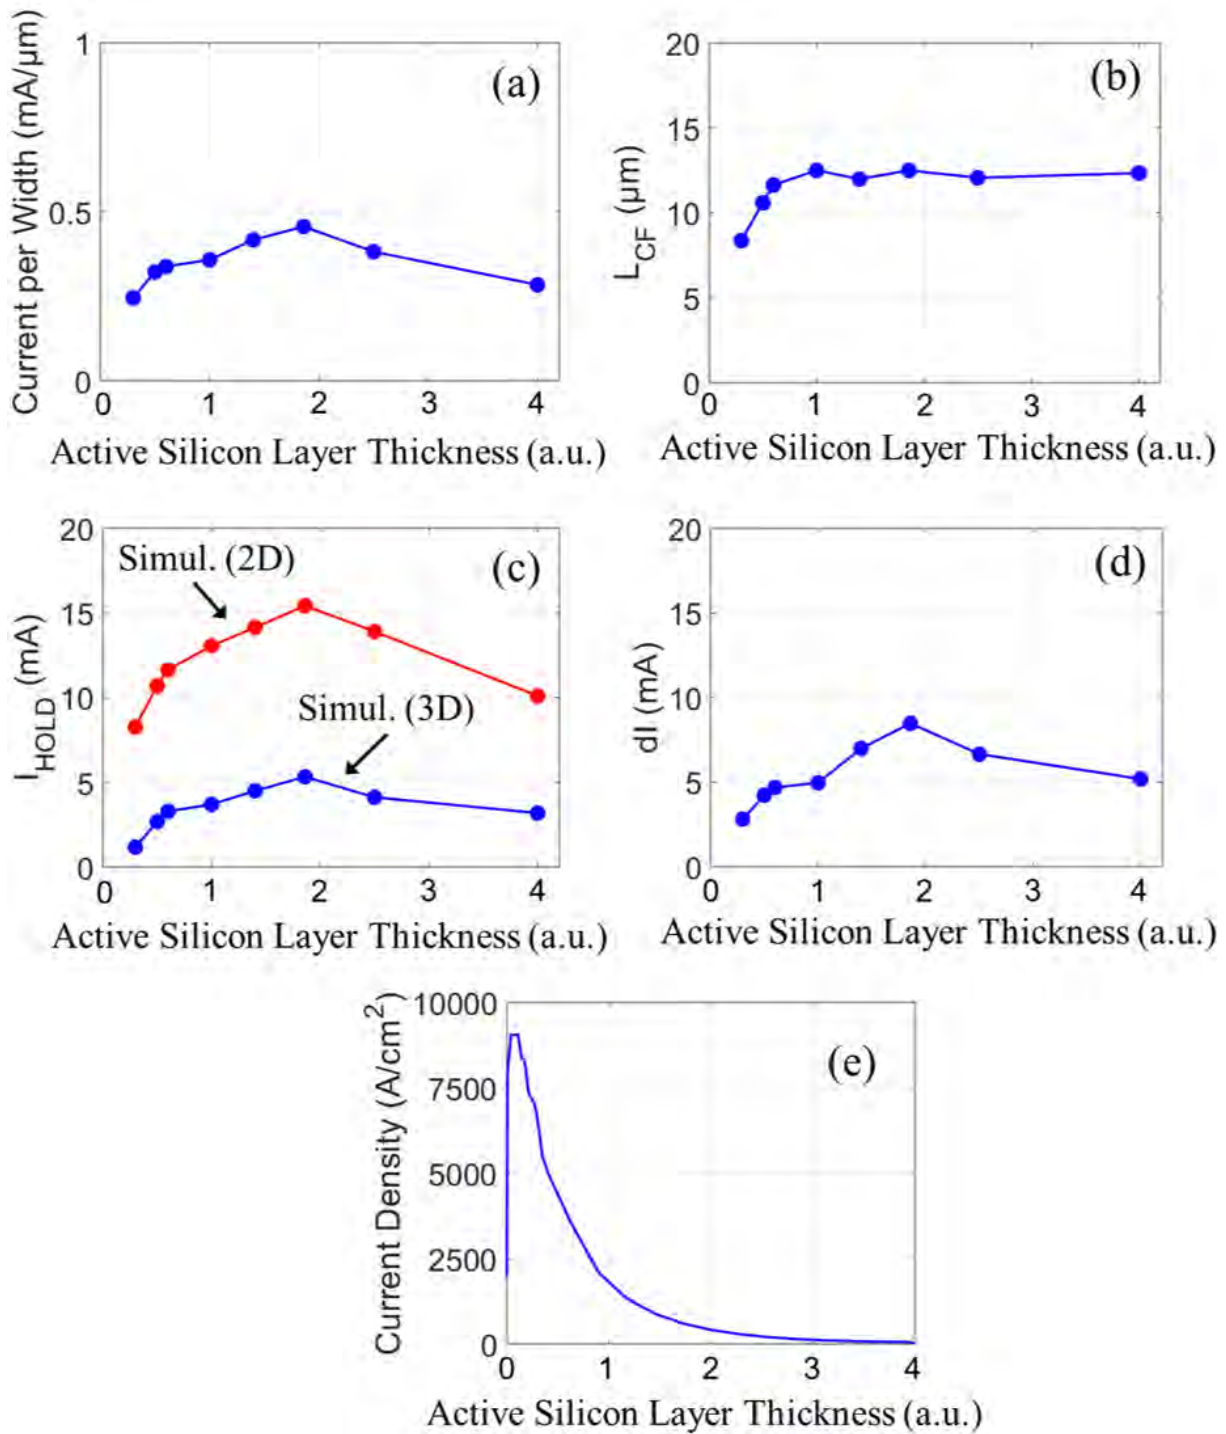 (a)
Current per Width (mA/μm)
1
0.5
0
0 1 2 3 4
Active Silicon Layer Thickness (a.u.)
(b)
L_CF (μm)
20
15
10
5
0
0 1 2 3 4
Active Silicon Layer Thickness (a.u.)
(c)
I_HOLD (mA)
20
15
10
5
0
Simul. (2D)
Simul. (3D)
0 1 2 3 4
Active Silicon Layer Thickness (a.u.)
(d)
dI (mA)
20
15
10
5
0
0 1 2 3 4
Active Silicon Layer Thickness (a.u.)
(e)
Current Density (A/cm²)
10000
7500
5000
2500
0
0 1 2 3 4
Active Silicon Layer Thickness (a.u.)